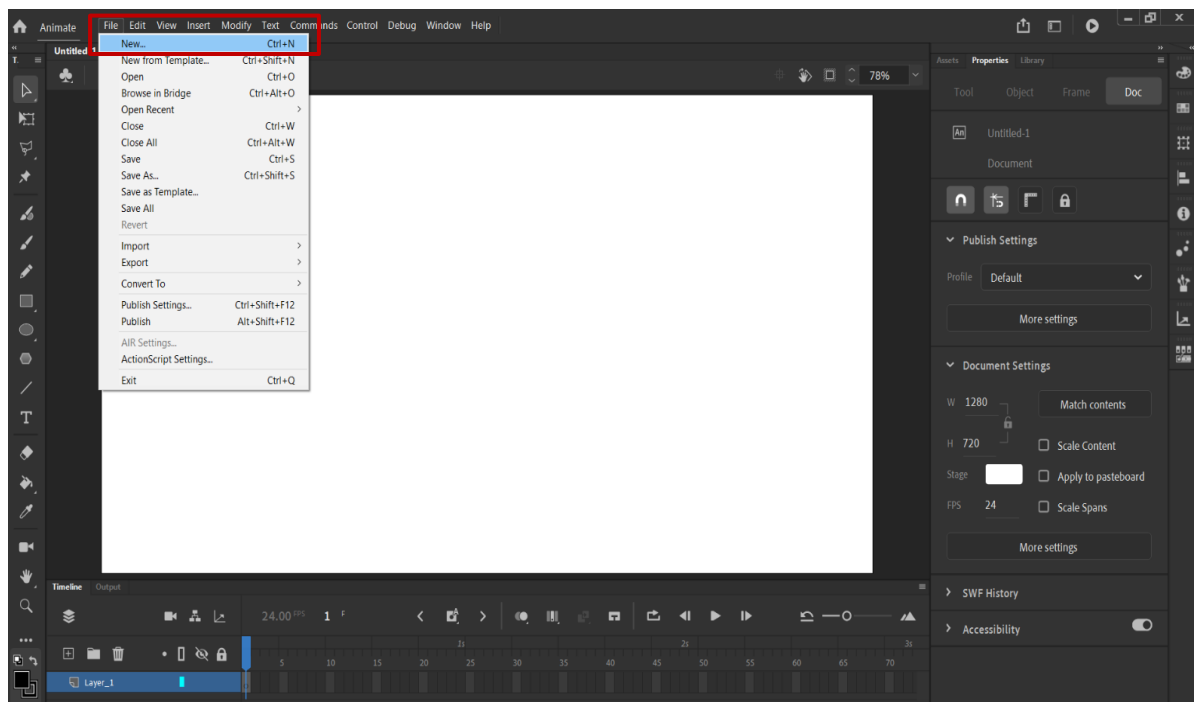 Animate File Edit View Insert Modify Text Commands Control Debug Window Help
Untitled-1
78%
New... Ctrl+N
New from Template... Ctrl+Shift+N
Open Ctrl+O
Browse in Bridge Ctrl+Alt+O
Open Recent
Close Ctrl+W
Close All Ctrl+Alt+W
Save Ctrl+S
Save As... Ctrl+Shift+S
Save as Template...
Save All
Revert
Import
Export
Convert To
Publish Settings... Ctrl+Shift+F12
Publish Alt+Shift+F12
AIR Settings...
ActionScript Settings...
Exit Ctrl+Q
Assets Properties Library
Tool Object Frame Doc
An Untitled-1
Document
Publish Settings
Profile Default
More settings
Document Settings
W 1280 Match contents
H 720 Scale Content
Stage Apply to pasteboard
FPS 24 Scale Spans
More settings
SWF History
Accessibility
Timeline Output
24.00 FPS 1 F
1s 2s 3s
5 10 15 20 25 30 35 40 45 50 55 60 65 70
Layer_1